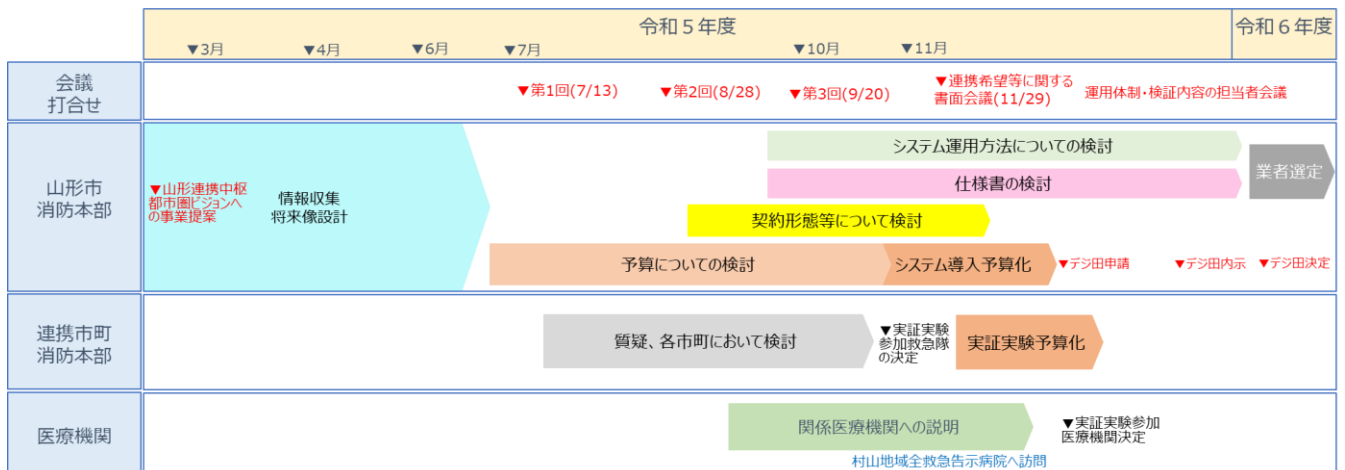 令和５年度
令和６年度
▼3月
▼4月
▼6月
▼7月
▼10月
▼11月
会議
打合せ
▼第1回(7/13)
▼第2回(8/28)
▼第3回(9/20)
▼連携希望等に関する
書面会議(11/29)
運用体制・検証内容の担当者会議
山形市
消防本部
▼山形連携中枢
都市圏ビジョンへ
の事業提案
情報収集
将来像設計
システム運用方法についての検討
仕様書の検討
業者選定
契約形態等について検討
予算についての検討
システム導入予算化
▼デジ田申請
▼デジ田内示
▼デジ田決定
連携市町
消防本部
質疑、各市町において検討
▼実証実験
参加救急隊
の決定
実証実験予算化
医療機関
関係医療機関への説明
▼実証実験参加
医療機関決定
村山地域全救急告示病院へ訪問